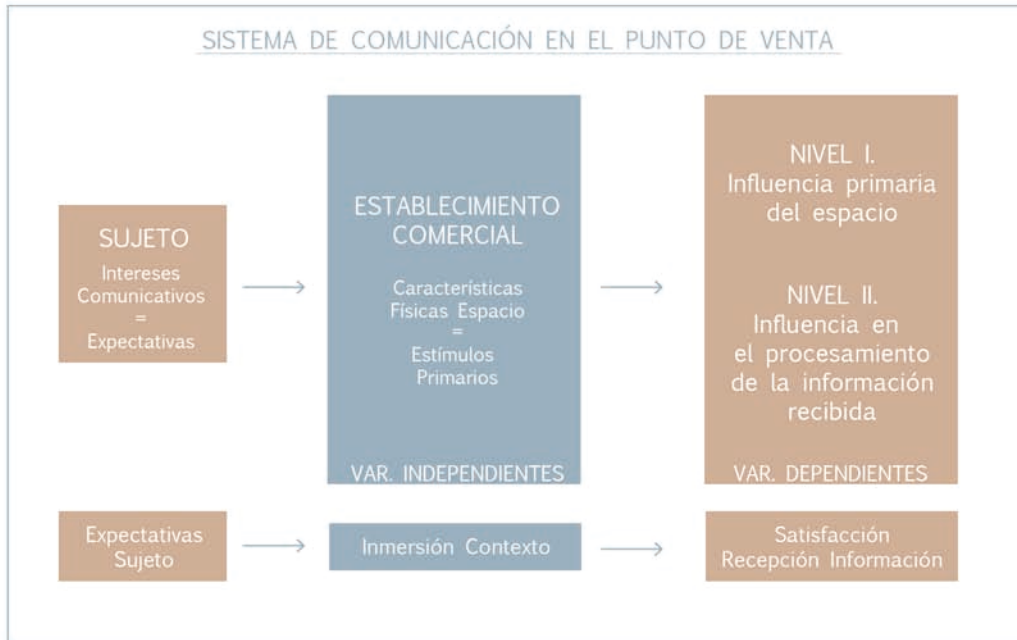 SISTEMA DE COMUNICACIÓN EN EL PUNTO DE VENTA
SUJETO
Intereses
Comunicativos
=
Expectativas
ESTABLECIMIENTO
COMERCIAL
Características
Físicas Espacio
=
Estímulos
Primarios
VAR. INDEPENDIENTES
NIVEL I.
Influencia primaria
del espacio
NIVEL II.
Influencia en
el procesamiento
de la información
recibida
VAR. DEPENDIENTES
Expectativas
Sujeto
Inmersión Contexto
Satisfacción
Recepción Información